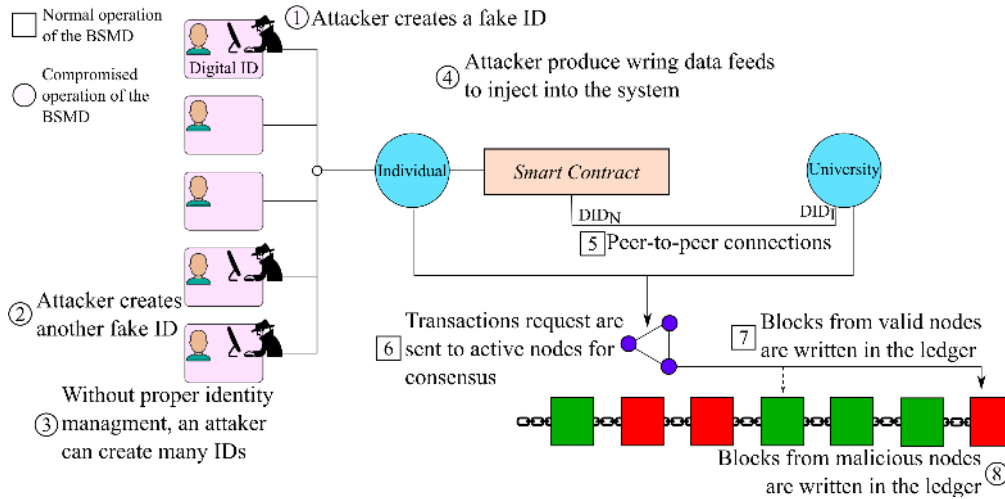 Normal operation
of the BSMD
Compromised
operation of the
BSMD
Digital ID
① Attacker creates a fake ID
④ Attacker produce wring data feeds
to inject into the system
Individual
Smart Contract
University
DIDN
DIDI
5 Peer-to-peer connections
② Attacker creates
another fake ID
③ Without proper identity
managment, an attaker
can create many IDs
6 Transactions request are
sent to active nodes for
consensus
7 Blocks from valid nodes
are written in the ledger
Blocks from malicious nodes
are written in the ledger ⑧